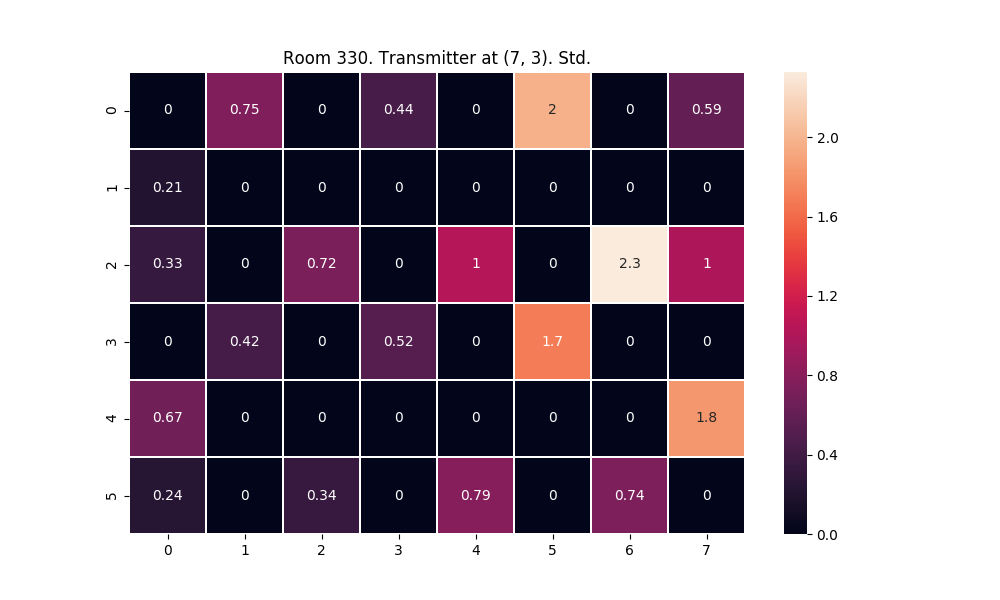 Room 330. Transmitter at (7, 3). Std.
0 0 0.75 0 0.44 0 2 0 0.59
1 0.21 0 0 0 0 0 0 0
2 0.33 0 0.72 0 1 0 2.3 1
3 0 0.42 0 0.52 0 1.7 0 0
4 0.67 0 0 0 0 0 0 1.8
5 0.24 0 0.34 0 0.79 0 0.74 0
0 1 2 3 4 5 6 7
2.0
1.6
1.2
0.8
0.4
0.0